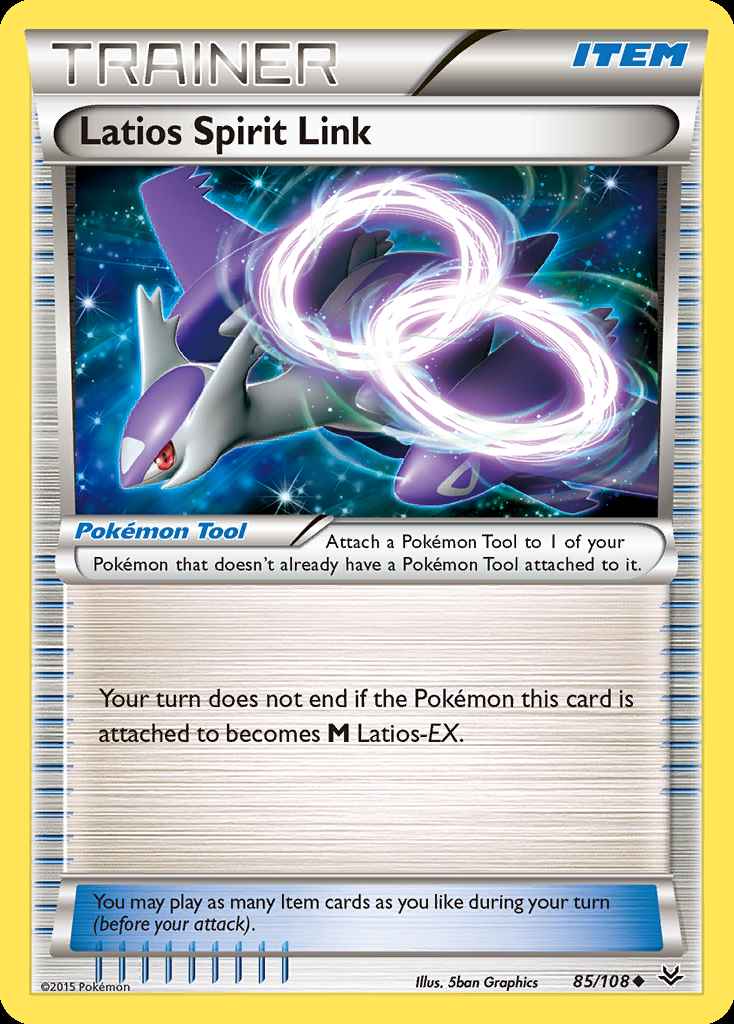 TRAINER
ITEM
Latios Spirit Link
Pokémon Tool
Attach a Pokémon Tool to 1 of your
Pokémon that doesn't already have a Pokémon Tool attached to it.
Your turn does not end if the Pokémon this card is
attached to becomes M Latios-EX.
You may play as many Item cards as you like during your turn
(before your attack).
©2015 Pokémon
Illus. 5ban Graphics
85/108